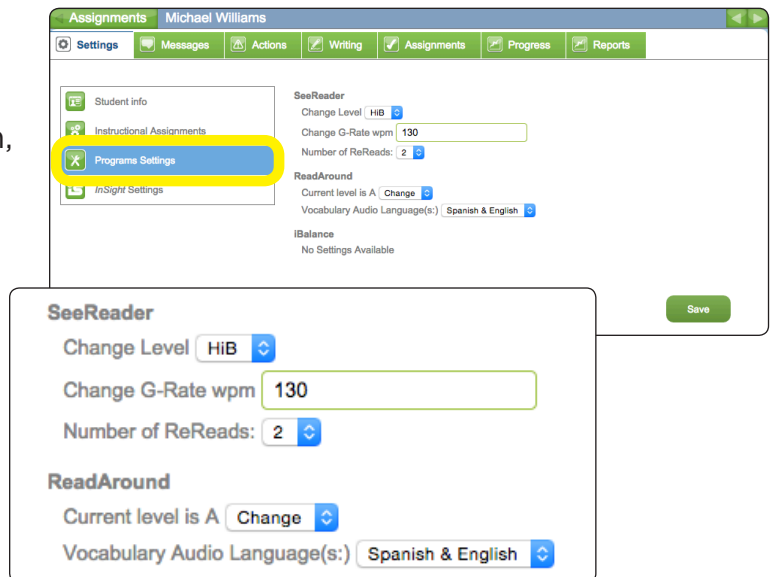 Assignments Michael Williams
Settings Messages Actions Writing Assignments Progress Reports
Student info
Instructional Assignments
Programs Settings
InSight Settings
SeeReader
Change Level HiB
Change G-Rate wpm 130
Number of ReReads: 2
ReadAround
Current level is A Change
Vocabulary Audio Language(s:) Spanish & English
iBalance
No Settings Available
Save
SeeReader
Change Level HiB
Change G-Rate wpm 130
Number of ReReads: 2
ReadAround
Current level is A Change
Vocabulary Audio Language(s:) Spanish & English